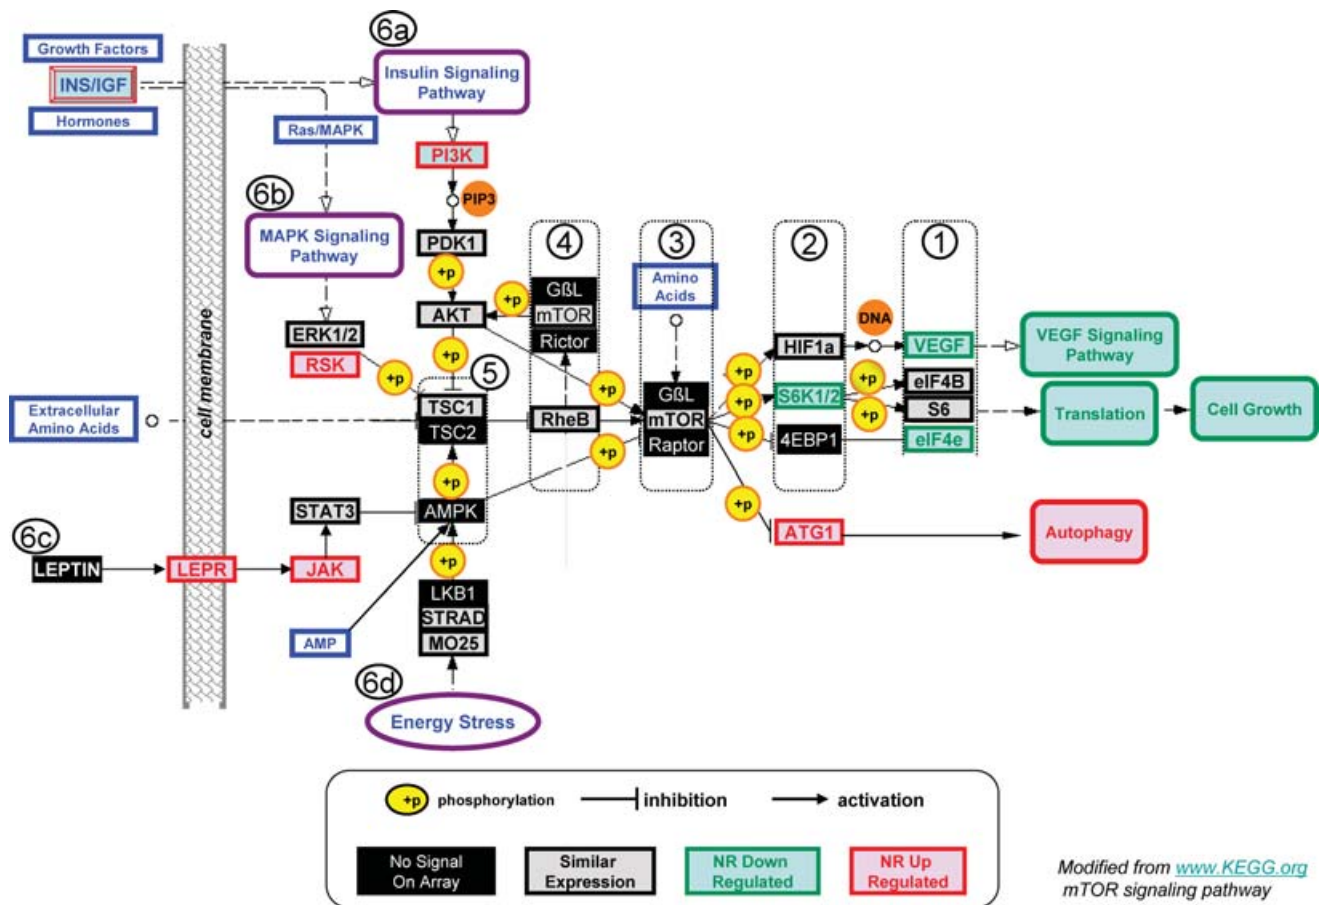 6a
Growth Factors
INS/IGF
Hormones
Insulin Signaling
Pathway
Ras/MAPK
PI3K
PIP3
6b
MAPK Signaling
Pathway
PDK1
+p
4
3
2
1
Amino
Acids
+p
GßL
mTOR
Rictor
AKT
DNA
HIF1a
VEGF
VEGF Signaling
Pathway
ERK1/2
RSK
+p
+p
5
+p
+p
+p
+p
+p
+p
cell membrane
Extracellular
Amino Acids
TSC1
TSC2
RheB
GßL
mTOR
Raptor
S6K1/2
4EBP1
eIF4B
S6
eIF4e
Translation
Cell Growth
+p
+p
+p
STAT3
AMPK
ATG1
Autophagy
6c
LEPTIN
LEPR
JAK
+p
LKB1
STRAD
MO25
AMP
6d
Energy Stress
+p phosphorylation
inhibition
activation
No Signal
On Array
Similar
Expression
NR Down
Regulated
NR Up
Regulated
Modified from www.KEGG.org
mTOR signaling pathway